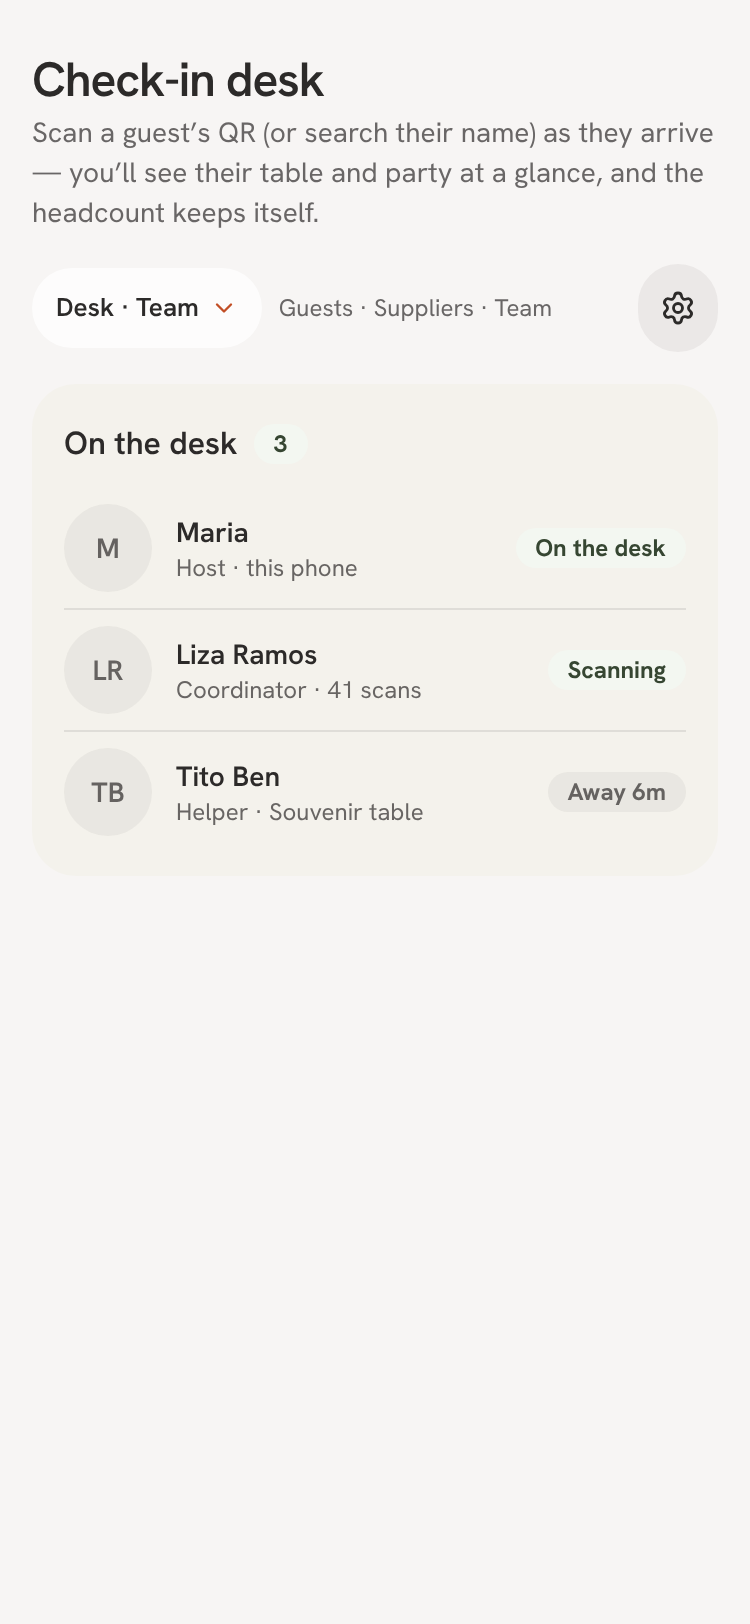 Check-in desk
Scan a guest’s QR (or search their name) as they arrive
— you’ll see their table and party at a glance, and the
headcount keeps itself.
Desk · Team
Guests · Suppliers · Team
On the desk 3
M
Maria
Host · this phone
On the desk
LR
Liza Ramos
Coordinator · 41 scans
Scanning
TB
Tito Ben
Helper · Souvenir table
Away 6m